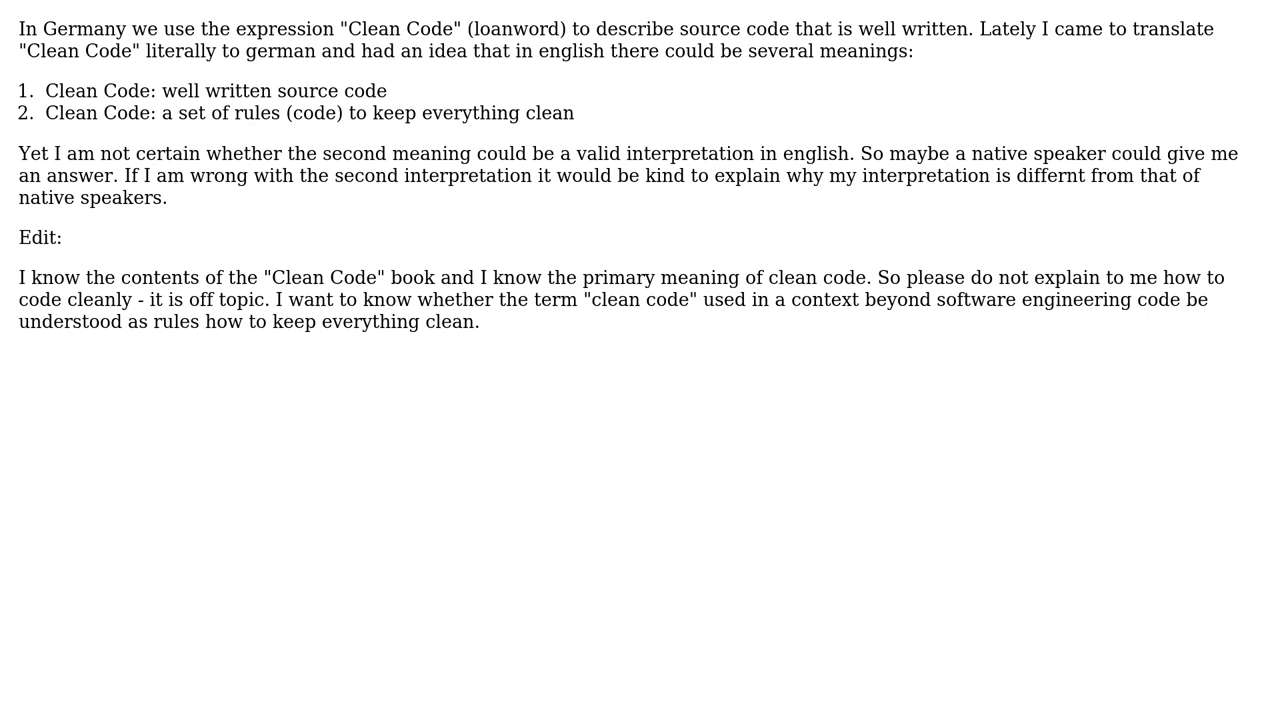 In Germany we use the expression "Clean Code" (loanword) to describe source code that is well written. Lately I came to translate
"Clean Code" literally to german and had an idea that in english there could be several meanings:
1. Clean Code: well written source code
2. Clean Code: a set of rules (code) to keep everything clean
Yet I am not certain whether the second meaning could be a valid interpretation in english. So maybe a native speaker could give me
an answer. If I am wrong with the second interpretation it would be kind to explain why my interpretation is differnt from that of
native speakers.
Edit:
I know the contents of the "Clean Code" book and I know the primary meaning of clean code. So please do not explain to me how to
code cleanly - it is off topic. I want to know whether the term "clean code" used in a context beyond software engineering code be
understood as rules how to keep everything clean.